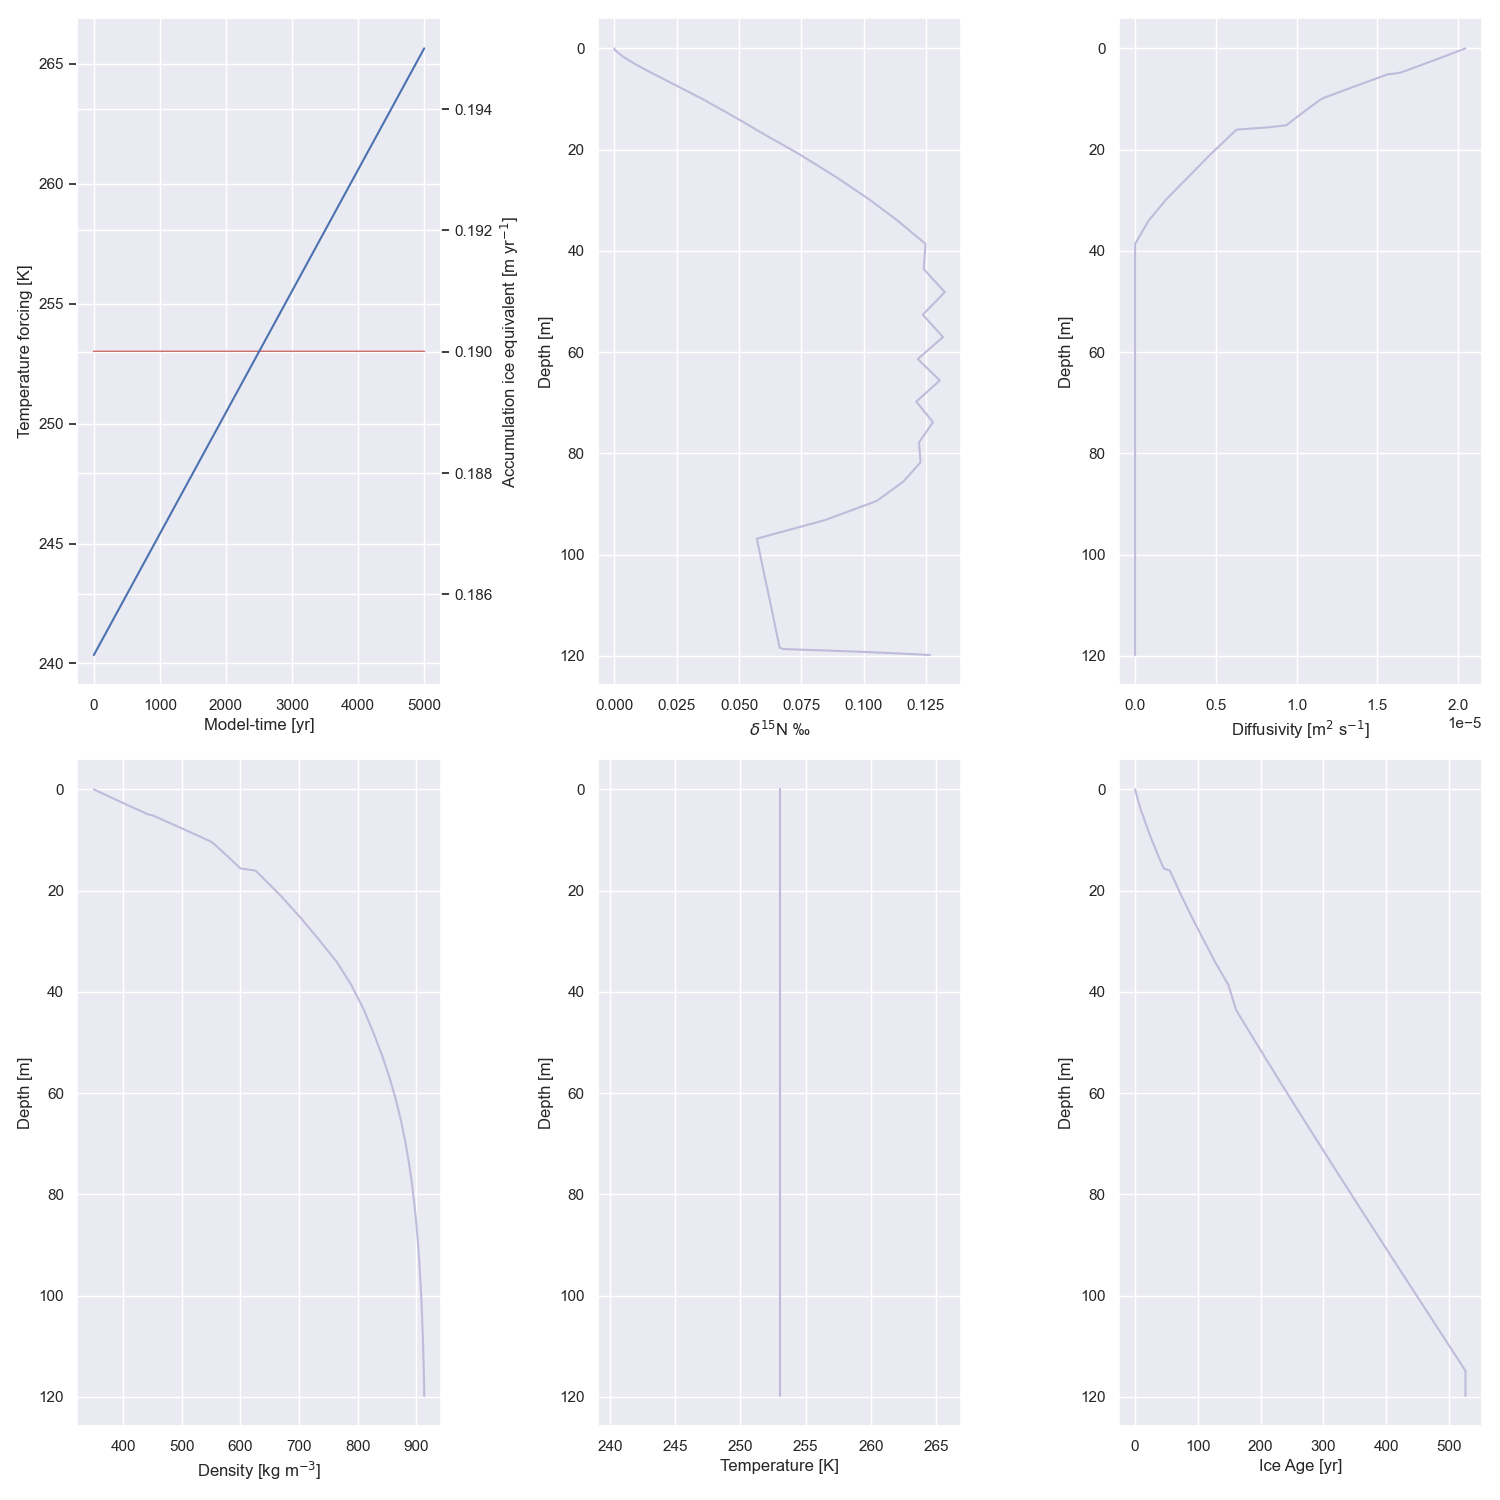 Temperature forcing [K]
265
260
255
250
245
240
0 1000 2000 3000 4000 5000
Model-time [yr]
0.194
0.192
0.190
0.188
0.186
Accumulation ice equivalent [m yr⁻¹]
Depth [m]
0
20
40
60
80
100
120
0.000 0.025 0.050 0.075 0.100 0.125
δ¹⁵N ‰
Depth [m]
0
20
40
60
80
100
120
0.0 0.5 1.0 1.5 2.0
1e−5
Diffusivity [m² s⁻¹]
Depth [m]
0
20
40
60
80
100
120
400 500 600 700 800 900
Density [kg m⁻³]
Depth [m]
0
20
40
60
80
100
120
240 245 250 255 260 265
Temperature [K]
Depth [m]
0
20
40
60
80
100
120
0 100 200 300 400 500
Ice Age [yr]